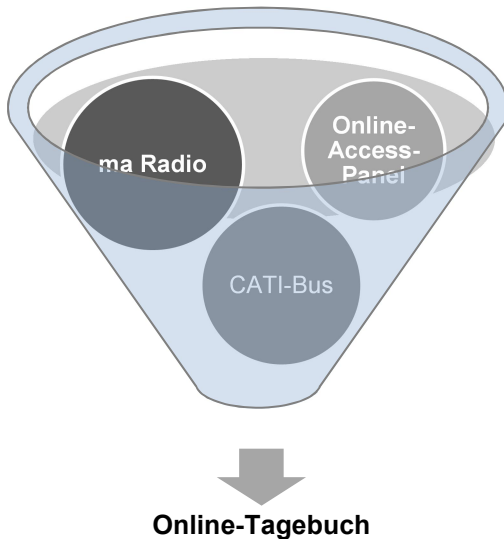 ma Radio
Online-
Access-
Panel
CATI-Bus
Online-Tagebuch